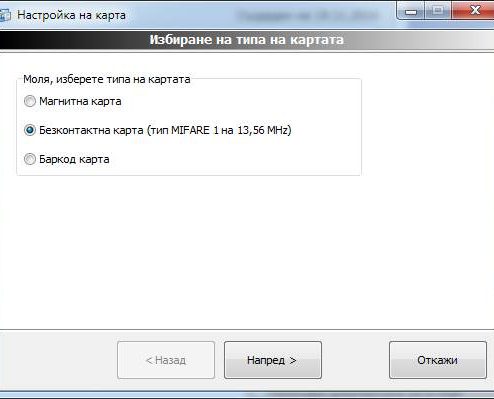 Настройка на карта
Избиране на типа на картата
Моля, изберете типа на картата
Магнитна карта
Безконтактна карта (тип MIFARE 1 на 13,56 MHz)
Баркод карта
< Назад
Напред >
Откажи